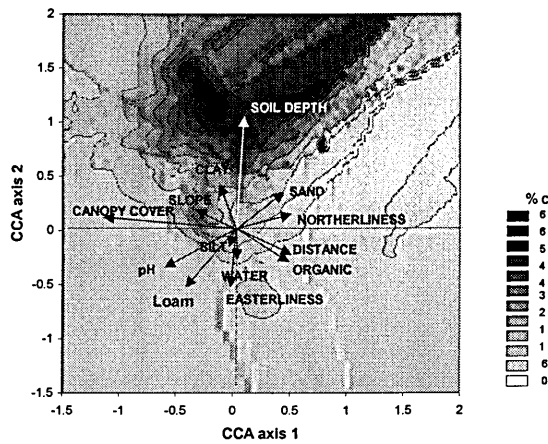 2
1.5
1
0.5
0
-0.5
-1
-1.5
CCA axis 2
SOIL DEPTH
CLAY
SAND
SLOPE
CANOPY COVER
NORTHERLINESS
SILT
DISTANCE
ORGANIC
pH
WATER
Loam
EASTERLINESS
-1.5
-1
-0.5
0
0.5
1
1.5
2
CCA axis 1
% c
6
6
5
4
4
3
2
1
1
6
0